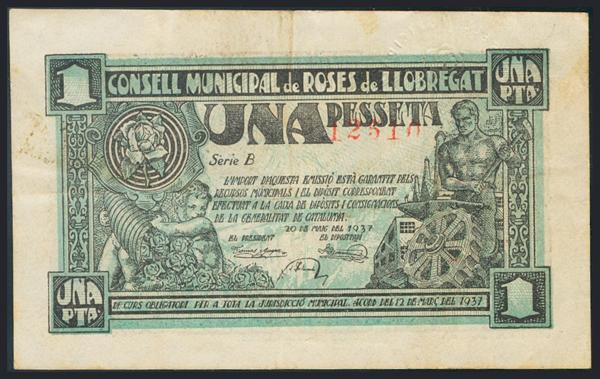 1
CONSELL MUNICIPAL de ROSES de LLOBREGAT
UNA PTA.
UNA PESSETA
12510
Sèrie B
L'IMPORT D'AQUESTA EMISSIÓ ESTÀ GARANTIT PELS
RECURSOS MUNICIPALS I EL DIPÒSIT CORRESPONENT
EFECTUAT A LA CAIXA DE DIPÒSITS I CONSIGNACIONS
DE LA GENERALITAT DE CATALUNYA.
20 DE MAIG DEL 1937
EL PRESIDENT
EL DIPOSITARI
UNA PTA.
DE CURS OBLIGATORI PER A TOTA LA JURISDICCIÓ MUNICIPAL. ACORD DEL 12 DE MARÇ DEL 1937
1